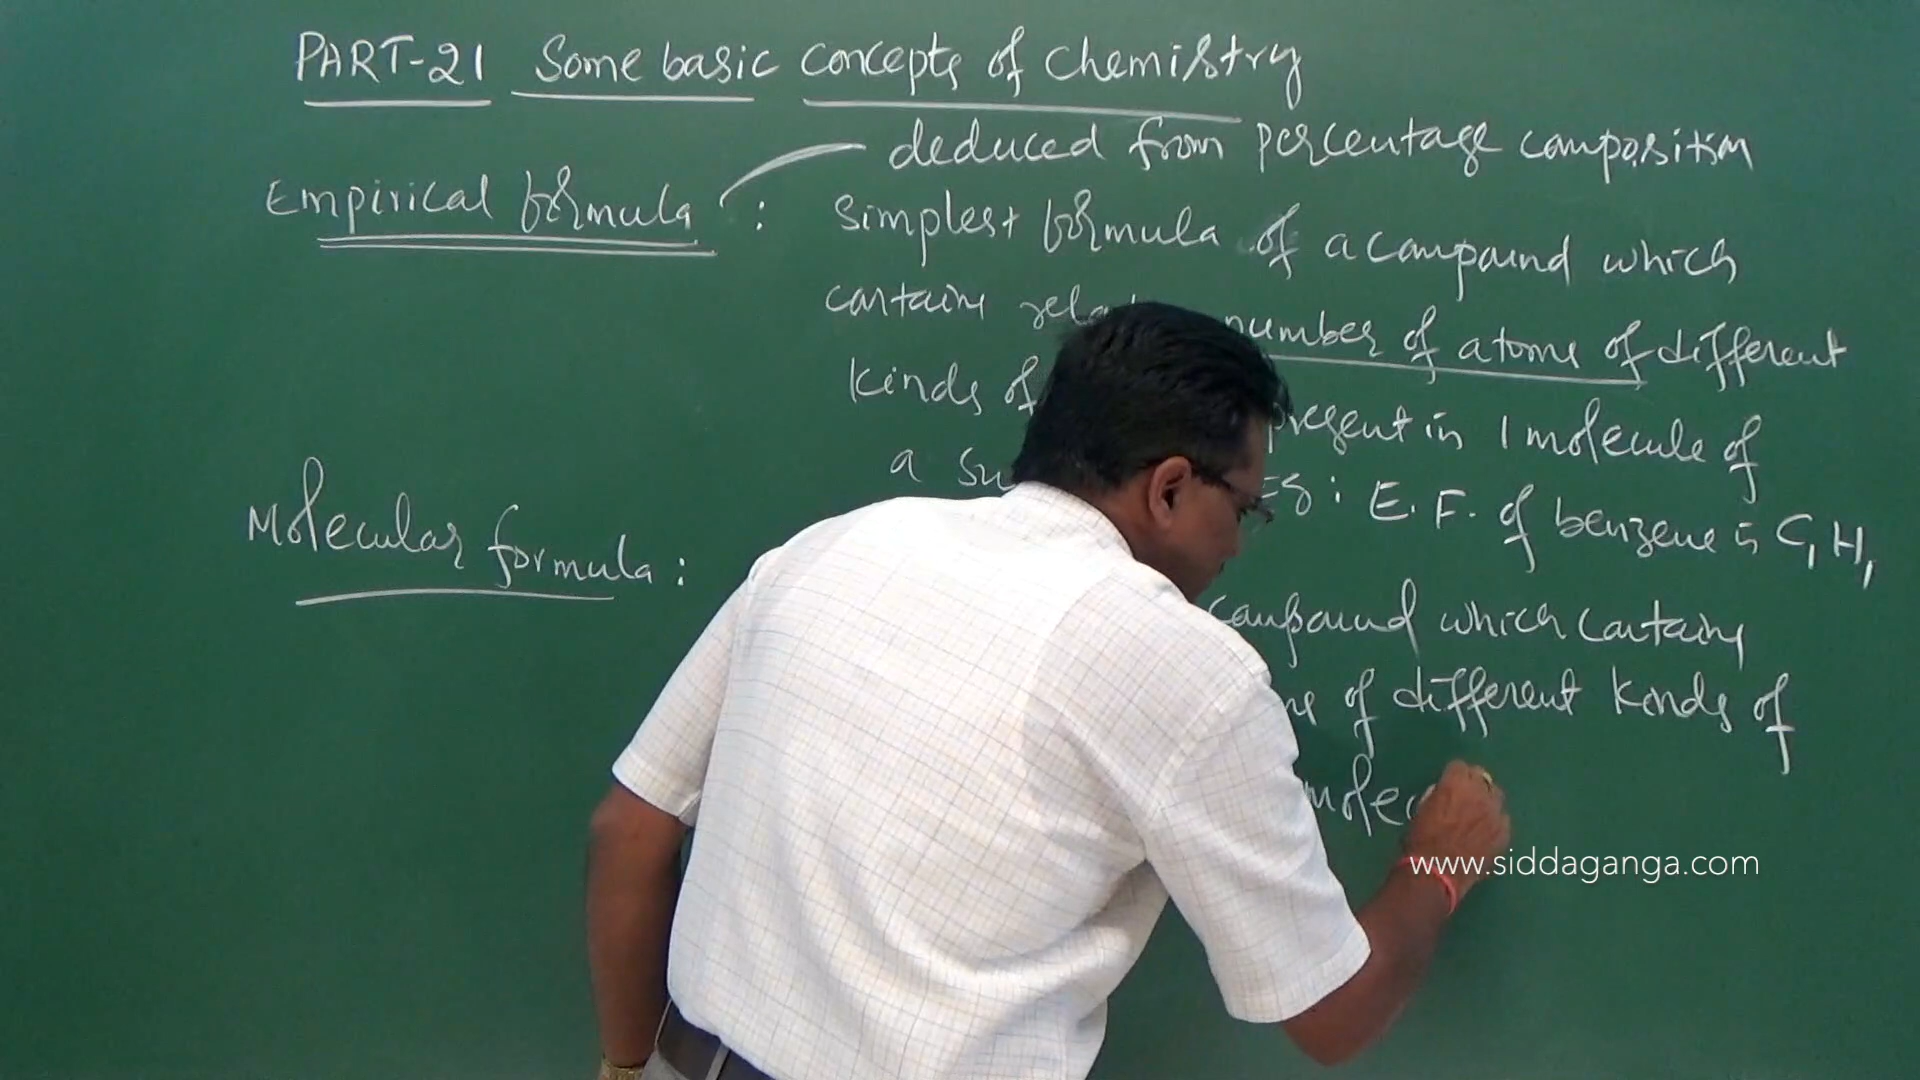 PART-21 Some basic concepts of chemistry
deduced from percentage composition
Empirical formula : Simplest formula of a compound which
contains number of atoms of different
kinds of present in 1 molecule of
a Eg : E. F. of benzene is C1H1
Molecular formula :
compound which contains
of different kinds of
www.siddaganga.com